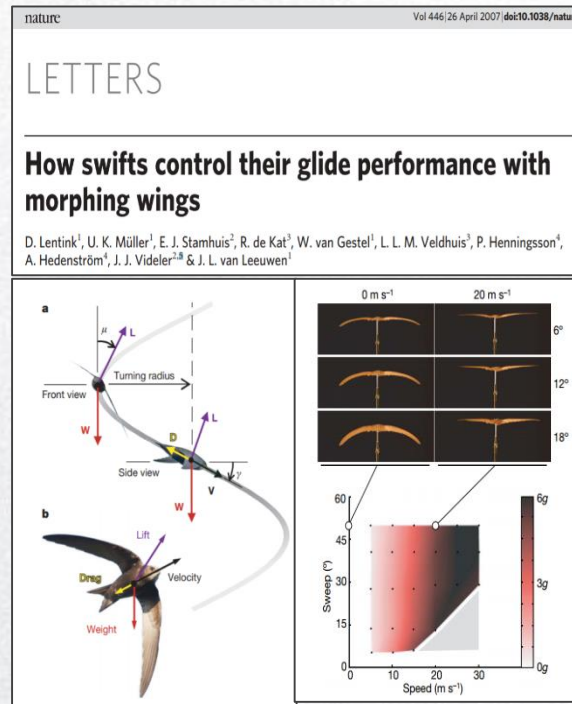 nature
Vol 446|26 April 2007|doi:10.1038/natur
LETTERS
How swifts control their glide performance with
morphing wings
D. Lentink¹, U. K. Müller¹, E. J. Stamhuis², R. de Kat³, W. van Gestel¹, L. L. M. Veldhuis³, P. Henningsson⁴,
A. Hedenström⁴, J. J. Videler²,⁵ & J. L. van Leeuwen¹
a
μ
L
Turning radius
Front view
W
D
L
Side view
γ
V
W
b
Lift
Velocity
Drag
Weight
0 m s⁻¹
20 m s⁻¹
6°
12°
18°
60
45
30
15
0
Sweep (°)
0
10
20
30
Speed (m s⁻¹)
6g
3g
0g